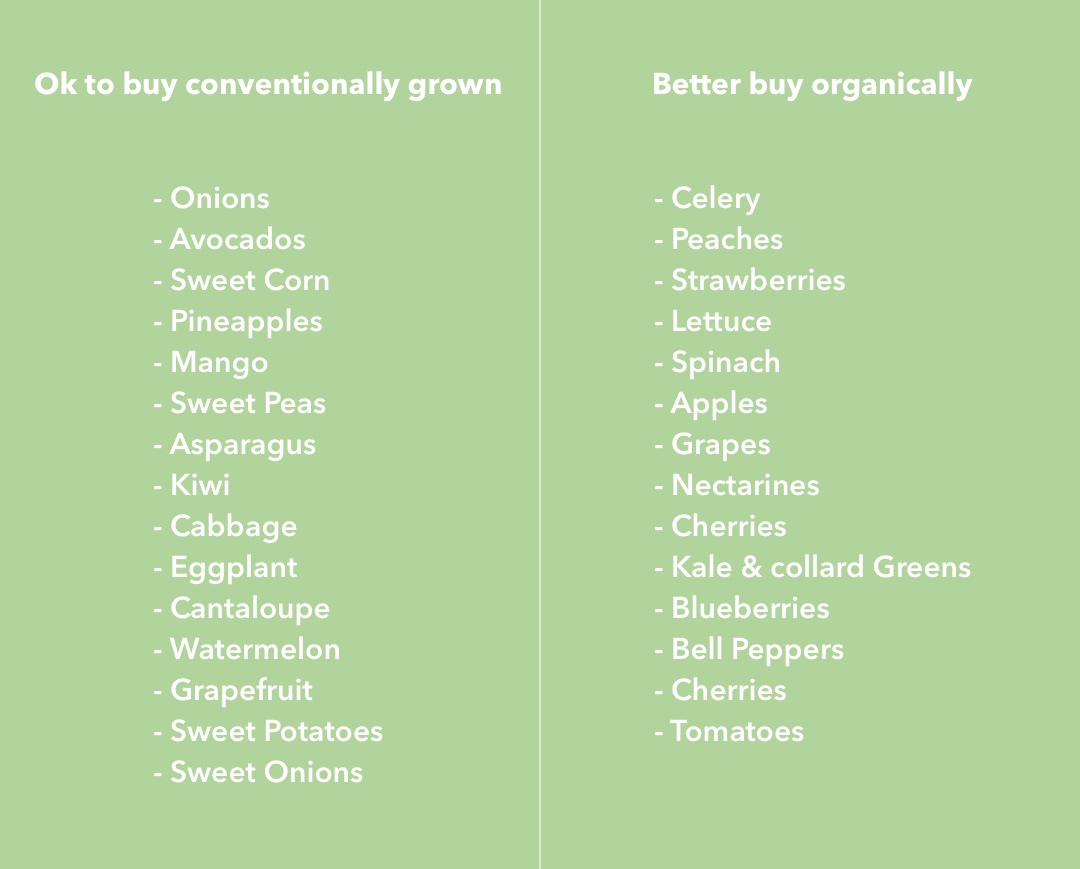 Ok to buy conventionally grown
- Onions
- Avocados
- Sweet Corn
- Pineapples
- Mango
- Sweet Peas
- Asparagus
- Kiwi
- Cabbage
- Eggplant
- Cantaloupe
- Watermelon
- Grapefruit
- Sweet Potatoes
- Sweet Onions
Better buy organically
- Celery
- Peaches
- Strawberries
- Lettuce
- Spinach
- Apples
- Grapes
- Nectarines
- Cherries
- Kale & collard Greens
- Blueberries
- Bell Peppers
- Cherries
- Tomatoes